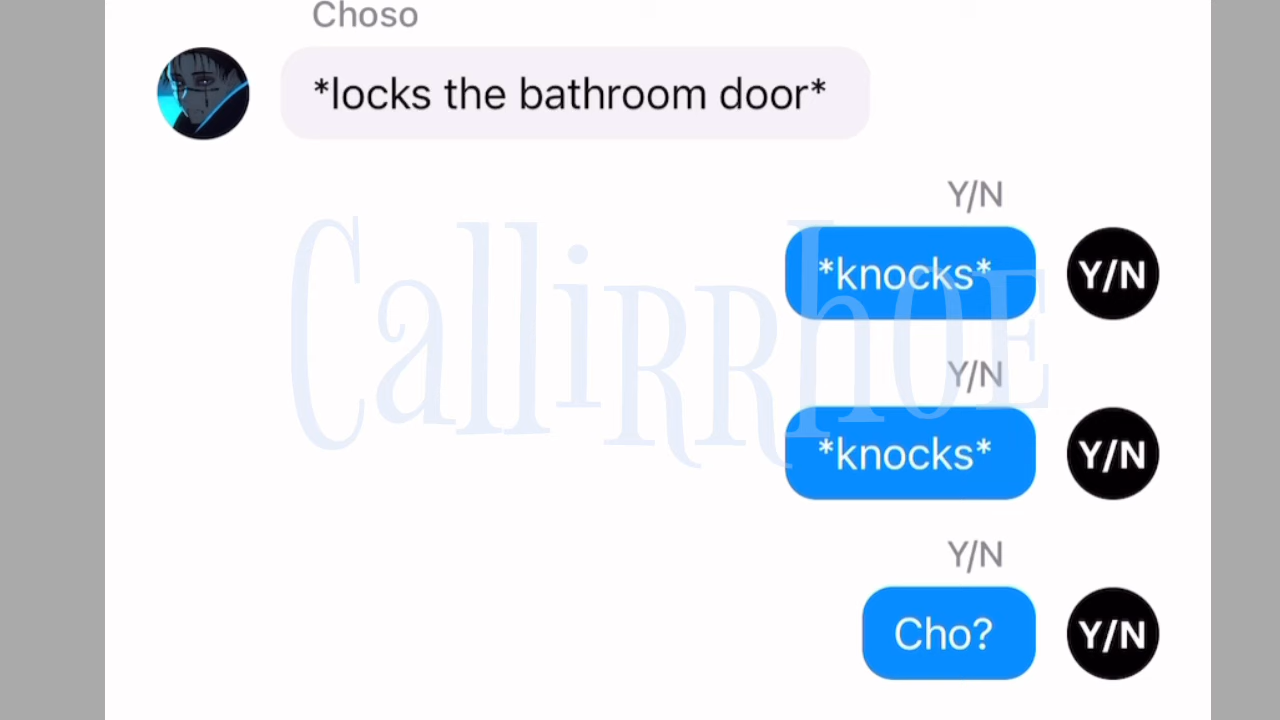 Choso
*locks the bathroom door*
Y/N
*knocks*
Y/N
CallirrhoE
Y/N
*knocks*
Y/N
Y/N
Cho?
Y/N